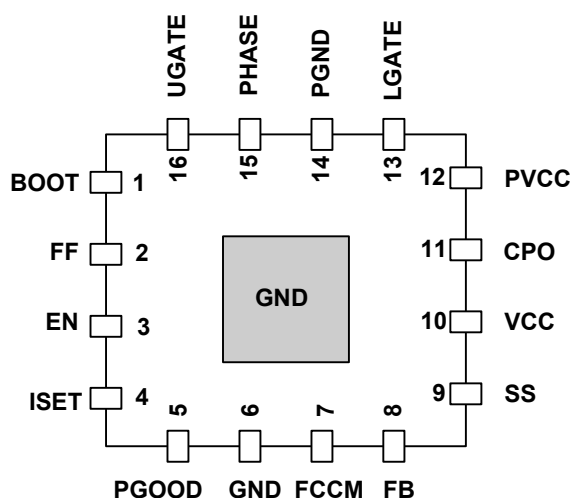 UGATE PHASE PGND LGATE
16 15 14 13
BOOT 1
12 PVCC
FF 2
11 CPO
GND
EN 3
10 VCC
ISET 4
9 SS
5 6 7 8
PGOOD GND FCCM FB